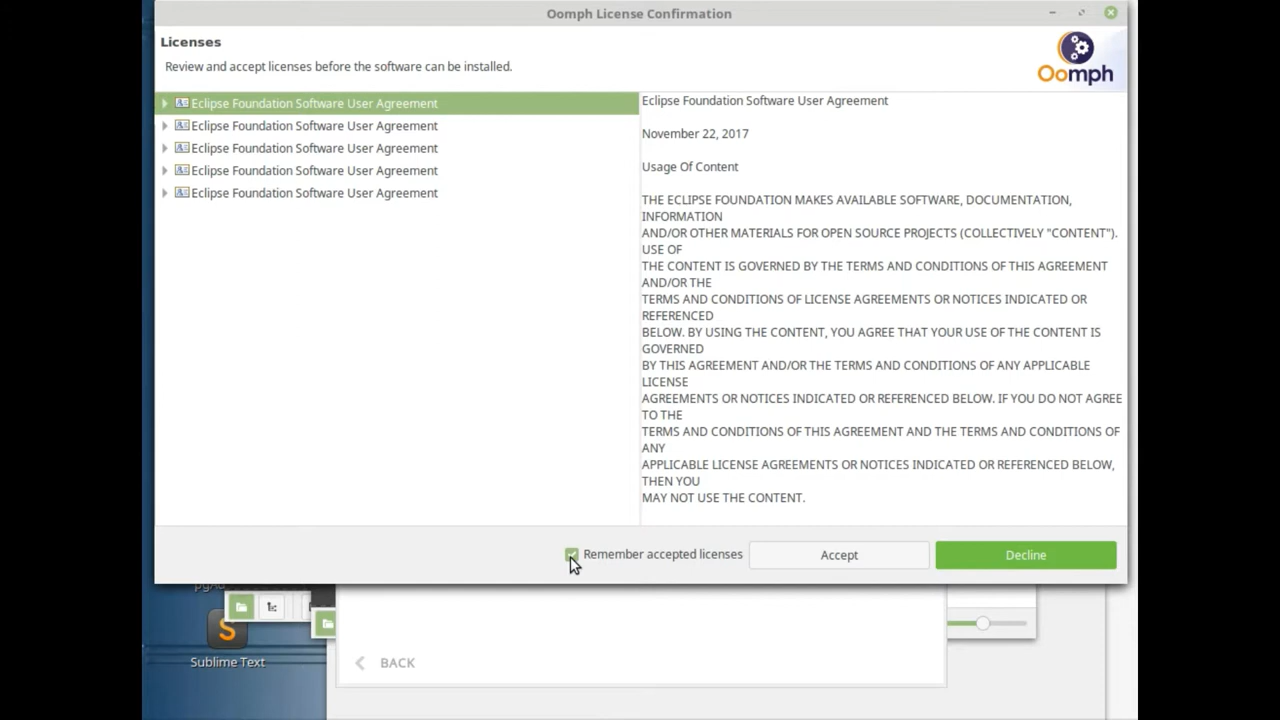 Oomph License Confirmation
Licenses
Review and accept licenses before the software can be installed.
Oomph
Eclipse Foundation Software User Agreement
Eclipse Foundation Software User Agreement
Eclipse Foundation Software User Agreement
Eclipse Foundation Software User Agreement
Eclipse Foundation Software User Agreement
Eclipse Foundation Software User Agreement
November 22, 2017
Usage Of Content
THE ECLIPSE FOUNDATION MAKES AVAILABLE SOFTWARE, DOCUMENTATION,
INFORMATION
AND/OR OTHER MATERIALS FOR OPEN SOURCE PROJECTS (COLLECTIVELY "CONTENT").
USE OF
THE CONTENT IS GOVERNED BY THE TERMS AND CONDITIONS OF THIS AGREEMENT
AND/OR THE
TERMS AND CONDITIONS OF LICENSE AGREEMENTS OR NOTICES INDICATED OR
REFERENCED
BELOW. BY USING THE CONTENT, YOU AGREE THAT YOUR USE OF THE CONTENT IS
GOVERNED
BY THIS AGREEMENT AND/OR THE TERMS AND CONDITIONS OF ANY APPLICABLE
LICENSE
AGREEMENTS OR NOTICES INDICATED OR REFERENCED BELOW. IF YOU DO NOT AGREE
TO THE
TERMS AND CONDITIONS OF THIS AGREEMENT AND THE TERMS AND CONDITIONS OF
ANY
APPLICABLE LICENSE AGREEMENTS OR NOTICES INDICATED OR REFERENCED BELOW,
THEN YOU
MAY NOT USE THE CONTENT.
Remember accepted licenses
Accept
Decline
Sublime Text
BACK